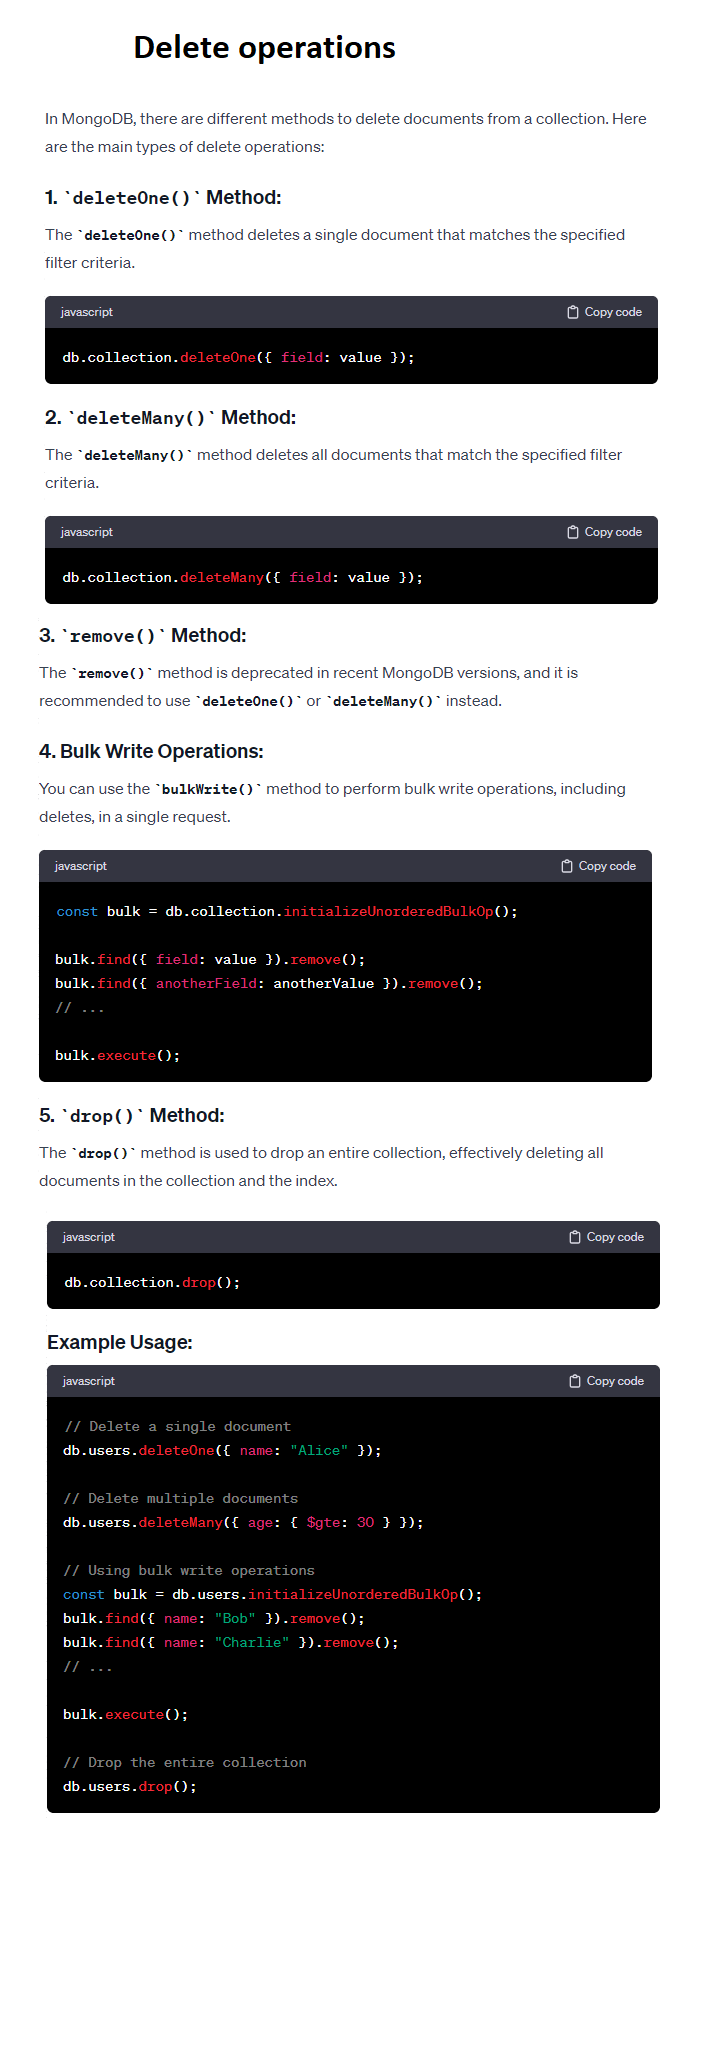 Delete operations
In MongoDB, there are different methods to delete documents from a collection. Here
are the main types of delete operations:
1. `deleteOne()` Method:
The `deleteOne()` method deletes a single document that matches the specified
filter criteria.
javascript Copy code
db.collection.deleteOne({ field: value });
2. `deleteMany()` Method:
The `deleteMany()` method deletes all documents that match the specified filter
criteria.
javascript Copy code
db.collection.deleteMany({ field: value });
3. `remove()` Method:
The `remove()` method is deprecated in recent MongoDB versions, and it is
recommended to use `deleteOne()` or `deleteMany()` instead.
4. Bulk Write Operations:
You can use the `bulkWrite()` method to perform bulk write operations, including
deletes, in a single request.
javascript Copy code
const bulk = db.collection.initializeUnorderedBulkOp();
bulk.find({ field: value }).remove();
bulk.find({ anotherField: anotherValue }).remove();
// ...
bulk.execute();
5. `drop()` Method:
The `drop()` method is used to drop an entire collection, effectively deleting all
documents in the collection and the index.
javascript Copy code
db.collection.drop();
Example Usage:
javascript Copy code
// Delete a single document
db.users.deleteOne({ name: "Alice" });
// Delete multiple documents
db.users.deleteMany({ age: { $gte: 30 } });
// Using bulk write operations
const bulk = db.users.initializeUnorderedBulkOp();
bulk.find({ name: "Bob" }).remove();
bulk.find({ name: "Charlie" }).remove();
// ...
bulk.execute();
// Drop the entire collection
db.users.drop();